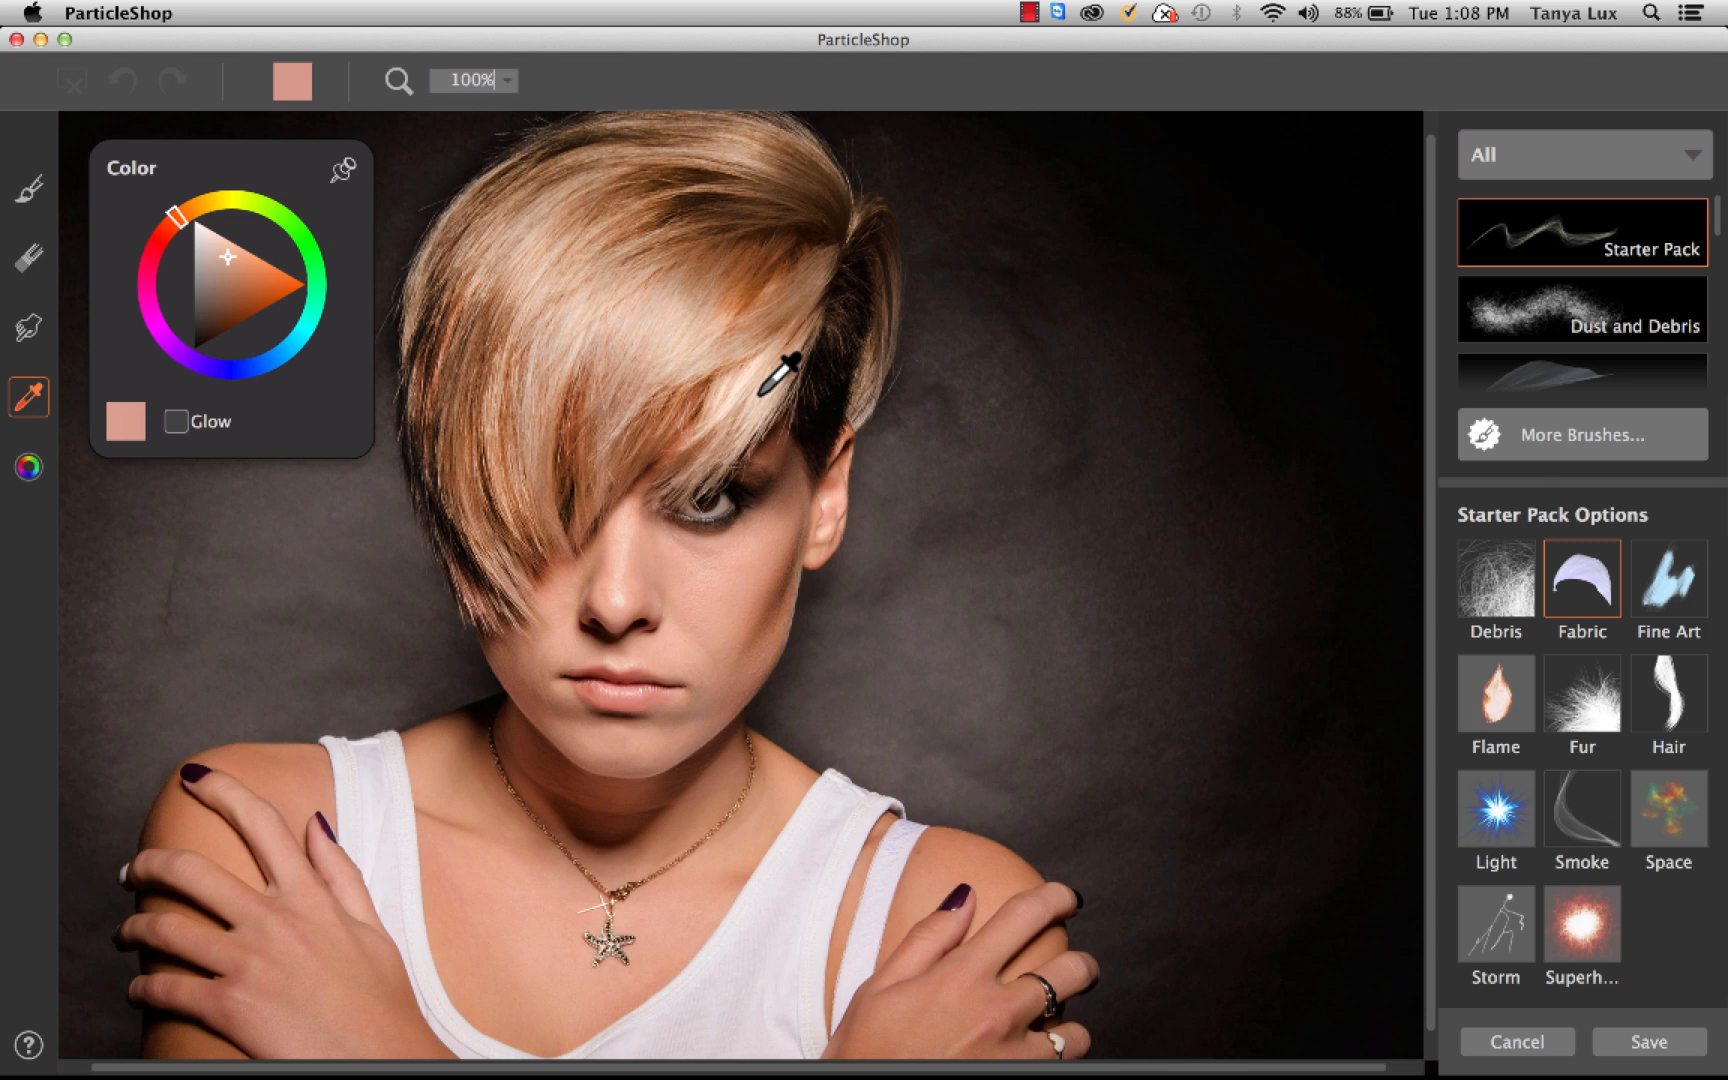 ParticleShop
88%
Tue 1:08 PM
Tanya Lux
ParticleShop
100%
Color
Glow
All
Starter Pack
Dust and Debris
More Brushes...
Starter Pack Options
Debris
Fabric
Fine Art
Flame
Fur
Hair
Light
Smoke
Space
Storm
Superh...
?
Cancel
Save